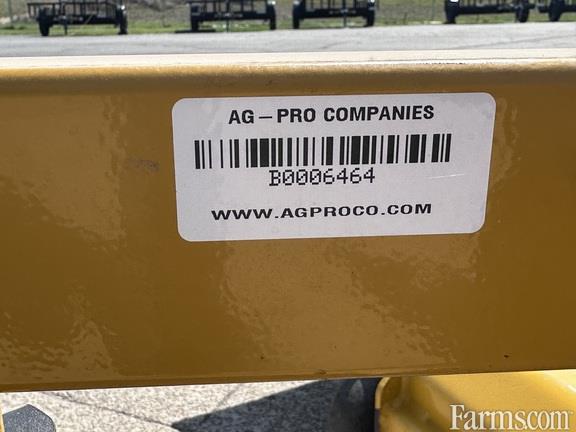 AG-PRO COMPANIES
B0006464
WWW.AGPROCO.COM
Farms.com